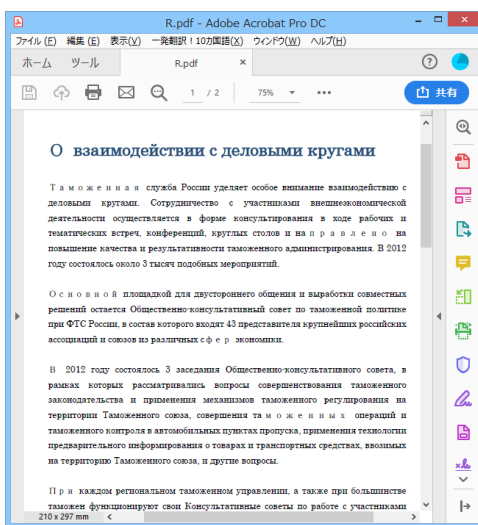 R.pdf - Adobe Acrobat Pro DC
ファイル (F) 編集 (E) 表示(V) 一発翻訳！10カ国語(X) ウィンドウ(W) ヘルプ(H)
ホーム ツール R.pdf ×
1 / 2 75% 共有
О взаимодействии с деловыми кругами
Таможенная служба России уделяет особое внимание взаимодействию с
деловыми кругами. Сотрудничество с участниками внешнеэкономической
деятельности осуществляется в форме консультирования в ходе рабочих и
тематических встреч, конференций, круглых столов и направлено на
повышение качества и результативности таможенного администрирования. В 2012
году состоялось около 3 тысяч подобных мероприятий.
Основной площадкой для двустороннего общения и выработки совместных
решений остается Общественно-консультативный совет по таможенной политике
при ФТС России, в состав которого входят 43 представителя крупнейших российских
ассоциаций и союзов из различных сфер экономики.
В 2012 году состоялось 3 заседания Общественно-консультативного совета, в
рамках которых рассматривались вопросы совершенствования таможенного
законодательства и применения механизмов таможенного регулирования на
территории Таможенного союза, совершения таможенных операций и
таможенного контроля в автомобильных пунктах пропуска, применения технологии
предварительного информирования о товарах и транспортных средствах, ввозимых
на территорию Таможенного союза, и другие вопросы.
При каждом региональном таможенном управлении, а также при большинстве
таможен функционируют свои Консультативные советы по работе с участниками
210 x 297 mm